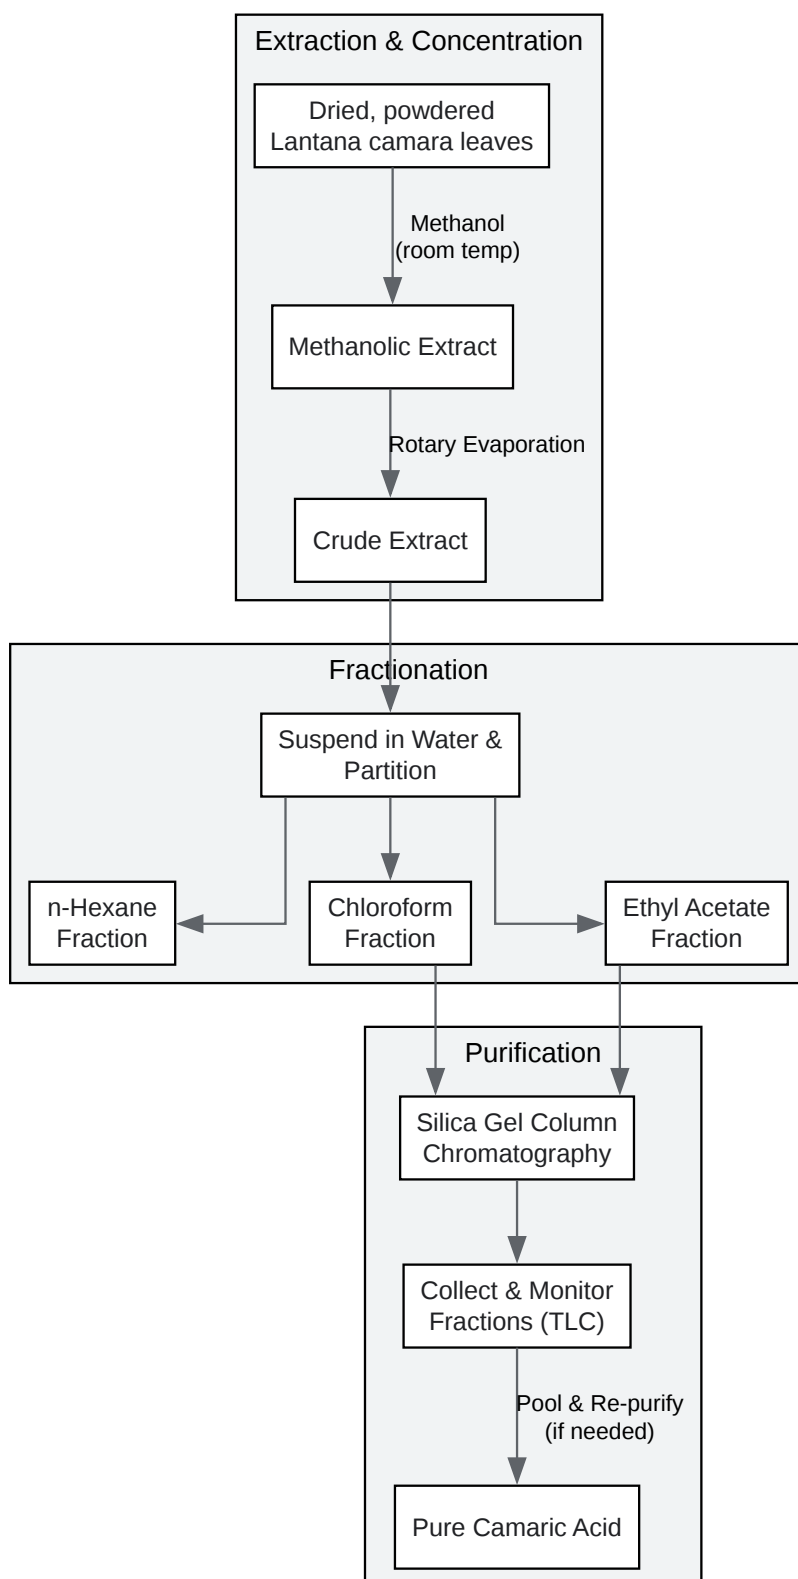 Extraction & Concentration
Dried, powdered
Lantana camara leaves
Methanol
(room temp)
Methanolic Extract
Rotary Evaporation
Crude Extract
Fractionation
Suspend in Water &
Partition
n-Hexane
Fraction
Chloroform
Fraction
Ethyl Acetate
Fraction
Purification
Silica Gel Column
Chromatography
Collect & Monitor
Fractions (TLC)
Pool & Re-purify
(if needed)
Pure Camaric Acid